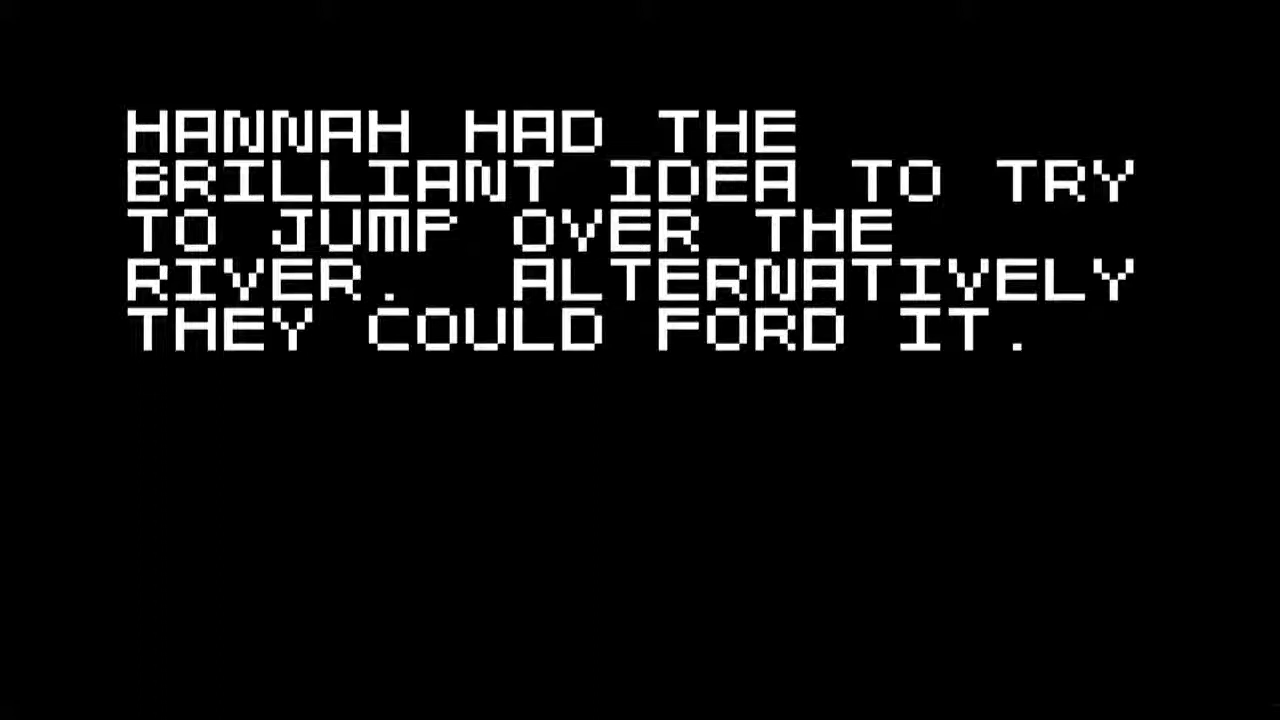 HANNAH HAD THE
BRILLIANT IDEA TO TRY
TO JUMP OVER THE
RIVER.  ALTERNATIVELY
THEY COULD FORD IT.